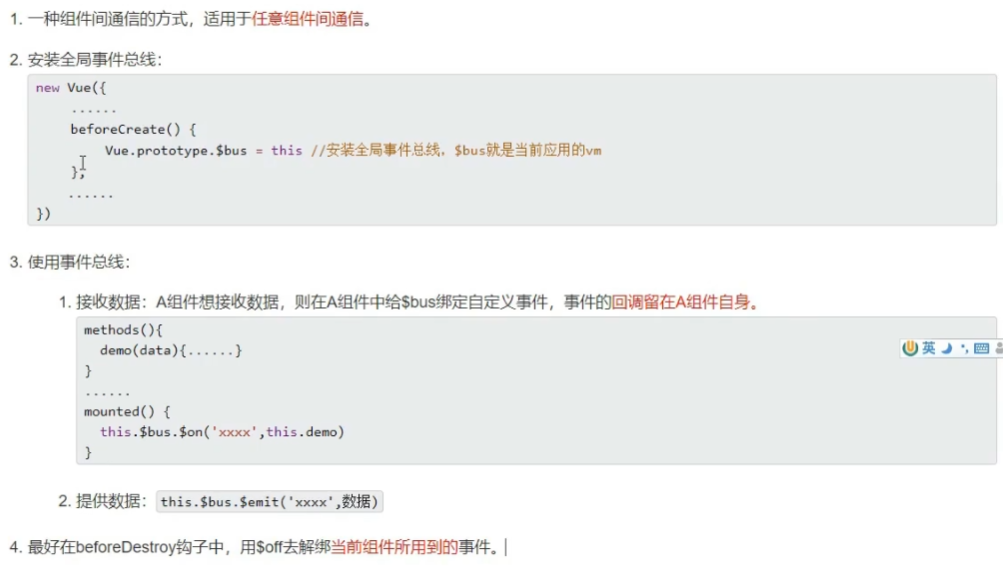 1. 一种组件间通信的方式，适用于任意组件间通信。
2. 安装全局事件总线：
new Vue({
......
beforeCreate() {
Vue.prototype.$bus = this //安装全局事件总线，$bus就是当前应用的vm
},
......
})
3. 使用事件总线：
1. 接收数据：A组件想接收数据，则在A组件中给$bus绑定自定义事件，事件的回调留在A组件自身。
methods(){
demo(data){......}
}
......
mounted() {
this.$bus.$on('xxxx',this.demo)
}
英
2. 提供数据：this.$bus.$emit('xxxx',数据)
4. 最好在beforeDestroy钩子中，用$off去解绑当前组件所用到的事件。